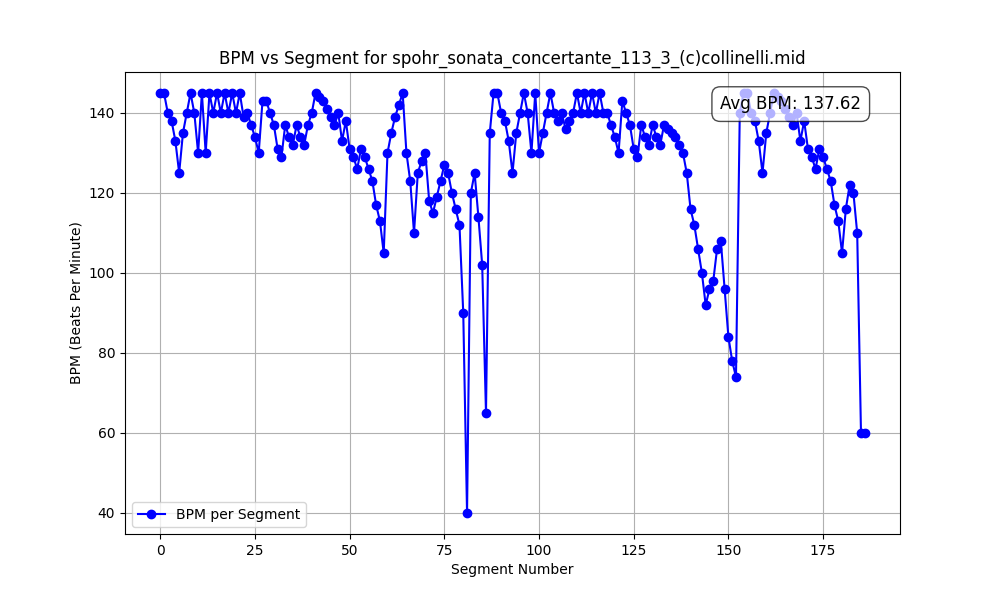 BPM vs Segment for spohr_sonata_concertante_113_3_(c)collinelli.mid
Avg BPM: 137.62
BPM (Beats Per Minute)
140
120
100
80
60
40
BPM per Segment
0 25 50 75 100 125 150 175
Segment Number